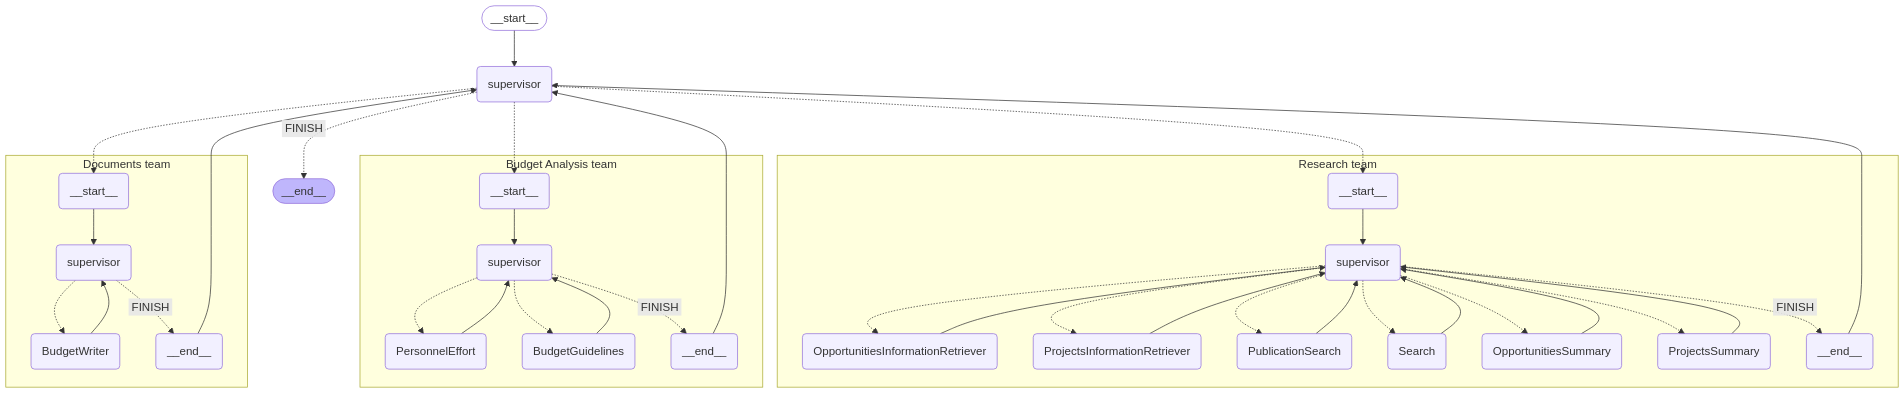 __start__
supervisor
FINISH
Documents team
Budget Analysis team
Research team
__start__
__end__
__start__
__start__
supervisor
supervisor
supervisor
FINISH
FINISH
FINISH
BudgetWriter
__end__
PersonnelEffort
BudgetGuidelines
__end__
OpportunitiesInformationRetriever
ProjectsInformationRetriever
PublicationSearch
Search
OpportunitiesSummary
ProjectsSummary
__end__